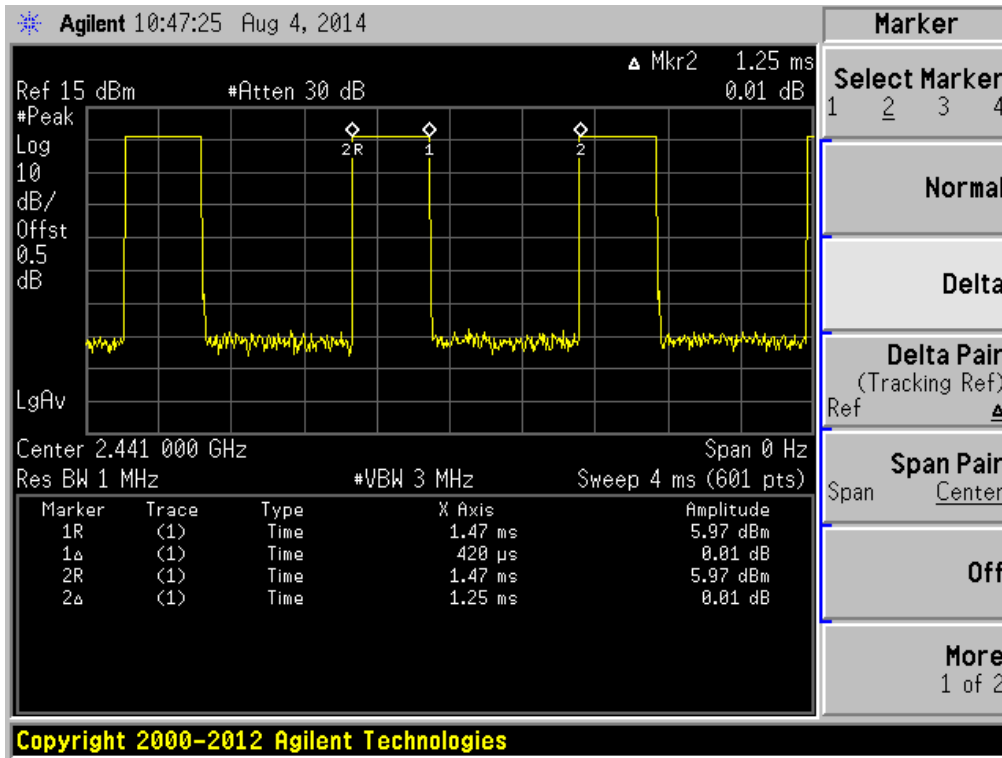 Agilent 10:47:25 Aug 4, 2014
Marker
Δ Mkr2 1.25 ms
Ref 15 dBm #Atten 30 dB 0.01 dB
#Peak
Log
10
dB/
Offst
0.5
dB
LgAv
2R 1 2
Center 2.441 000 GHz Span 0 Hz
Res BW 1 MHz #VBW 3 MHz Sweep 4 ms (601 pts)
Marker Trace Type X Axis Amplitude
1R (1) Time 1.47 ms 5.97 dBm
1Δ (1) Time 420 µs 0.01 dB
2R (1) Time 1.47 ms 5.97 dBm
2Δ (1) Time 1.25 ms 0.01 dB
Select Marker
1 2 3 4
Normal
Delta
Delta Pair
(Tracking Ref)
Ref Δ
Span Pair
Span Center
Off
More
1 of 2
Copyright 2000-2012 Agilent Technologies